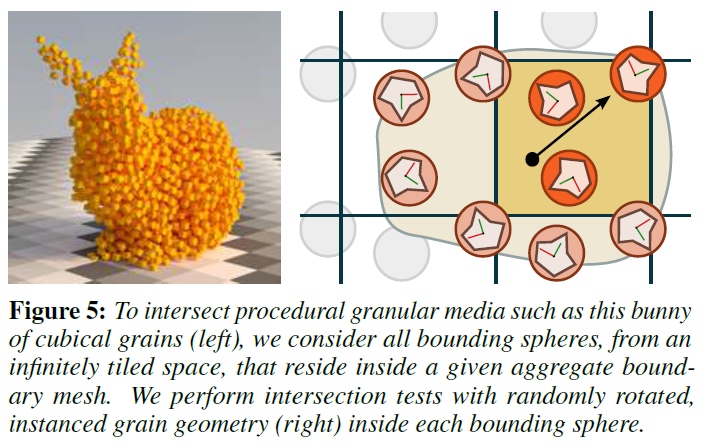 Figure 5: To intersect procedural granular media such as this bunny
of cubical grains (left), we consider all bounding spheres, from an
infinitely tiled space, that reside inside a given aggregate bound-
ary mesh. We perform intersection tests with randomly rotated,
instanced grain geometry (right) inside each bounding sphere.